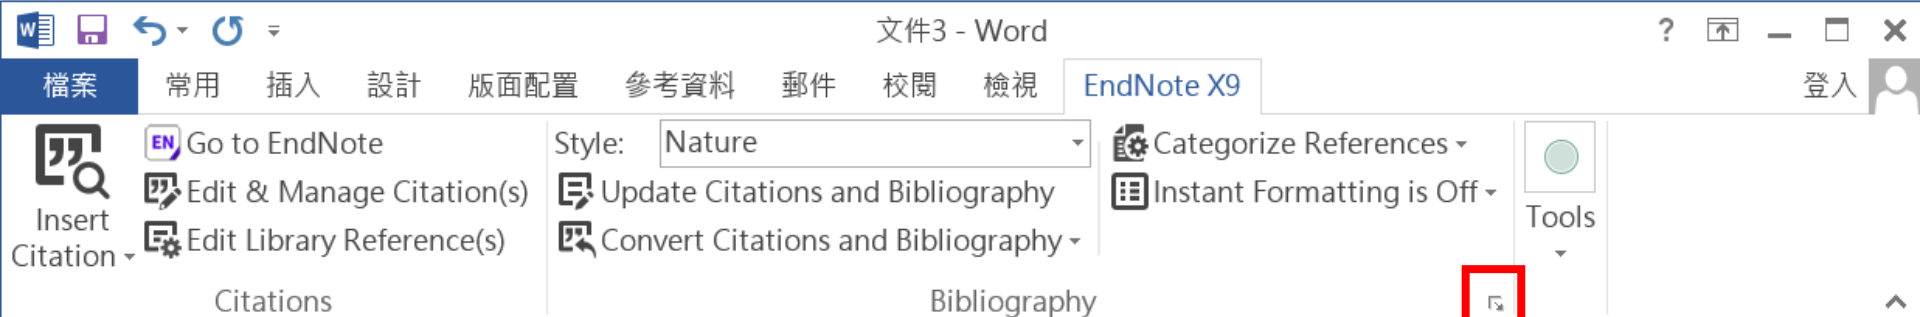 文件3 - Word
檔案 常用 插入 設計 版面配置 參考資料 郵件 校閱 檢視 EndNote X9 登入
Insert Citation
Go to EndNote
Edit & Manage Citation(s)
Edit Library Reference(s)
Citations
Style: Nature
Update Citations and Bibliography
Convert Citations and Bibliography
Categorize References
Instant Formatting is Off
Bibliography
Tools